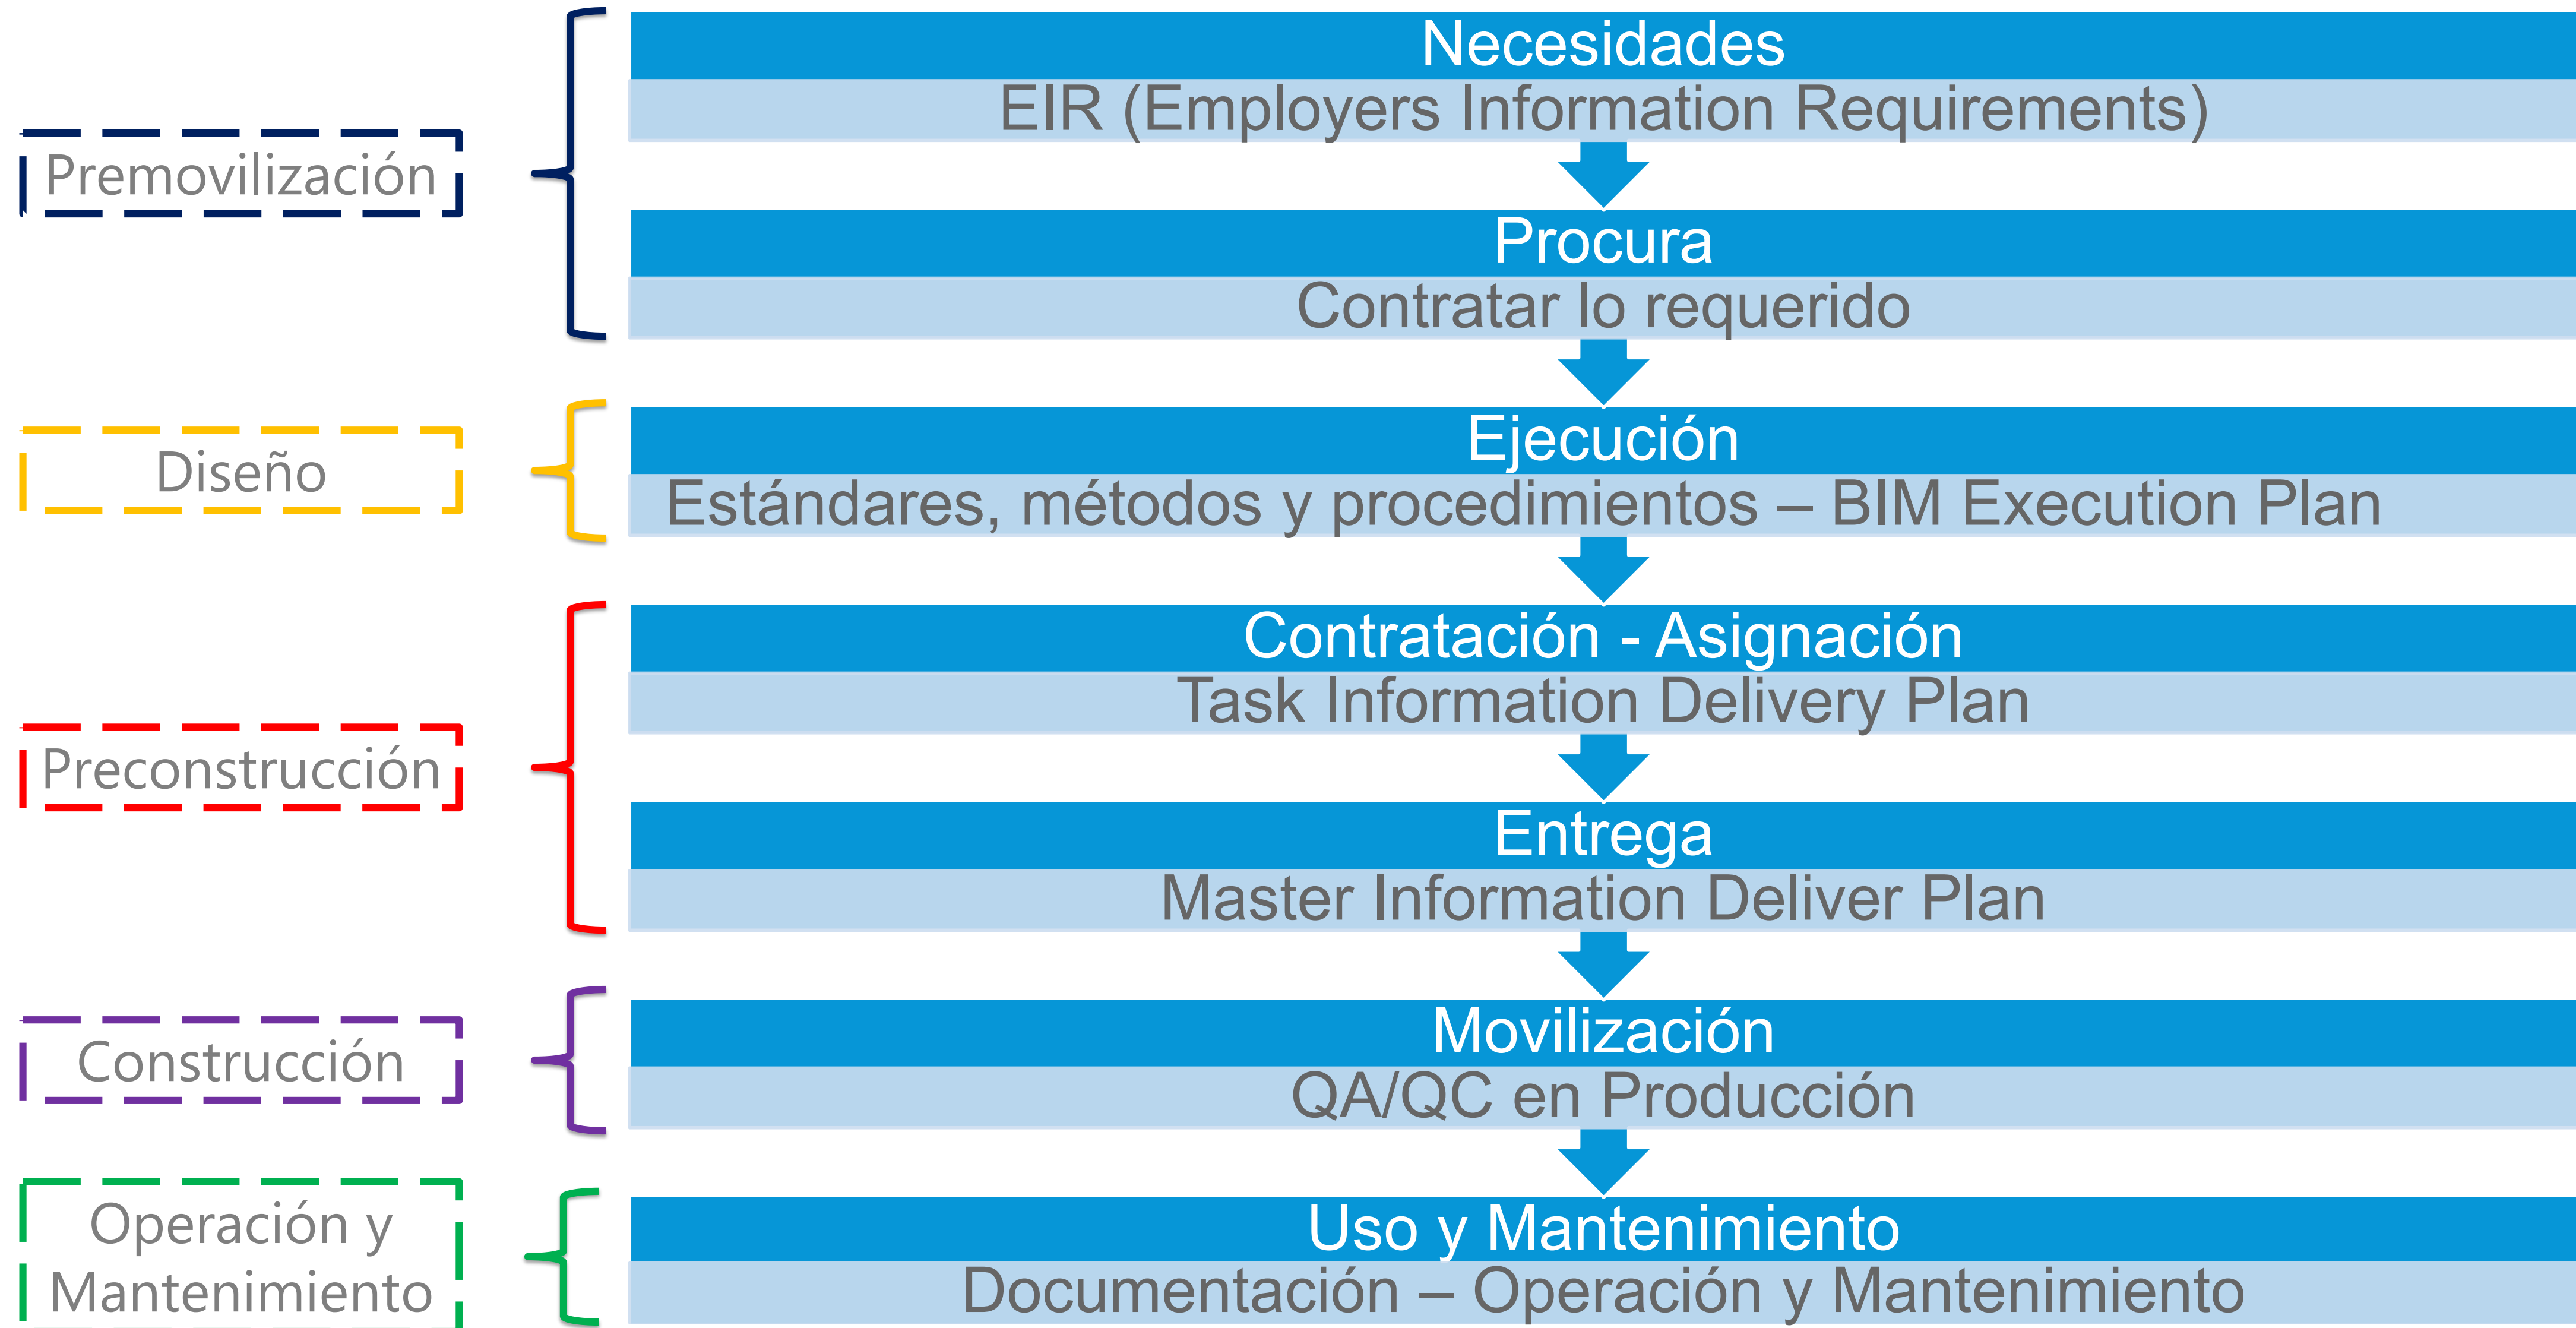 Necesidades
EIR (Employers Information Requirements)
Premovilización
Procura
Contratar lo requerido
Ejecución
Diseño
Estándares, métodos y procedimientos – BIM Execution Plan
Contratación - Asignación
Task Information Delivery Plan
Preconstrucción
Entrega
Master Information Deliver Plan
Movilización
Construcción
QA/QC en Producción
Operación y
Mantenimiento
Uso y Mantenimiento
Documentación – Operación y Mantenimiento